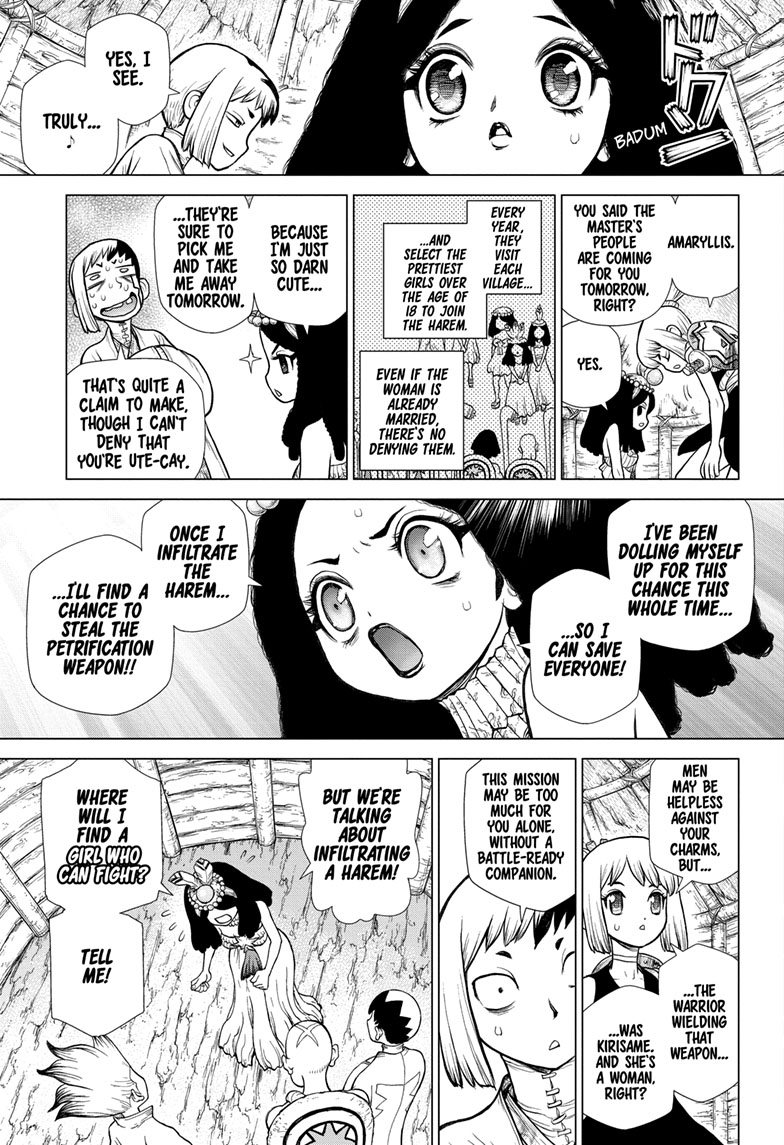 ドクン
BADUM
YES, I
SEE.
TRULY...
♪
AMARYLLIS.
YOU SAID THE
MASTER'S
PEOPLE
ARE COMING
FOR YOU
TOMORROW,
RIGHT?
YES.
EVERY
YEAR,
THEY
VISIT
EACH
VILLAGE...
...AND
SELECT THE
PRETTIEST
GIRLS OVER
THE AGE OF
18 TO JOIN
THE HAREM.
EVEN IF THE
WOMAN IS
ALREADY
MARRIED,
THERE'S NO
DENYING THEM.
BECAUSE
I'M JUST
SO DARN
CUTE...
...THEY'RE
SURE TO
PICK ME
AND TAKE
ME AWAY
TOMORROW.
THAT'S QUITE A
CLAIM TO MAKE,
THOUGH I CAN'T
DENY THAT
YOU'RE UTE-CAY.
I'VE BEEN
DOLLING MYSELF
UP FOR THIS
CHANCE THIS
WHOLE TIME...
...SO I
CAN SAVE
EVERYONE!
ONCE I
INFILTRATE
THE
HAREM...
...I'LL FIND A
CHANCE TO
STEAL THE
PETRIFICATION
WEAPON!!
MEN
MAY BE
HELPLESS
AGAINST
YOUR
CHARMS,
BUT...
...THE
WARRIOR
WIELDING
THAT
WEAPON...
...WAS
KIRISAME.
AND SHE'S
A WOMAN,
RIGHT?
THIS MISSION
MAY BE TOO
MUCH FOR
YOU ALONE,
WITHOUT A
BATTLE-READY
COMPANION.
BUT WE'RE
TALKING
ABOUT
INFILTRATING
A HAREM!
WHERE
WILL I
FIND A
GIRL WHO
CAN FIGHT?
TELL
ME!